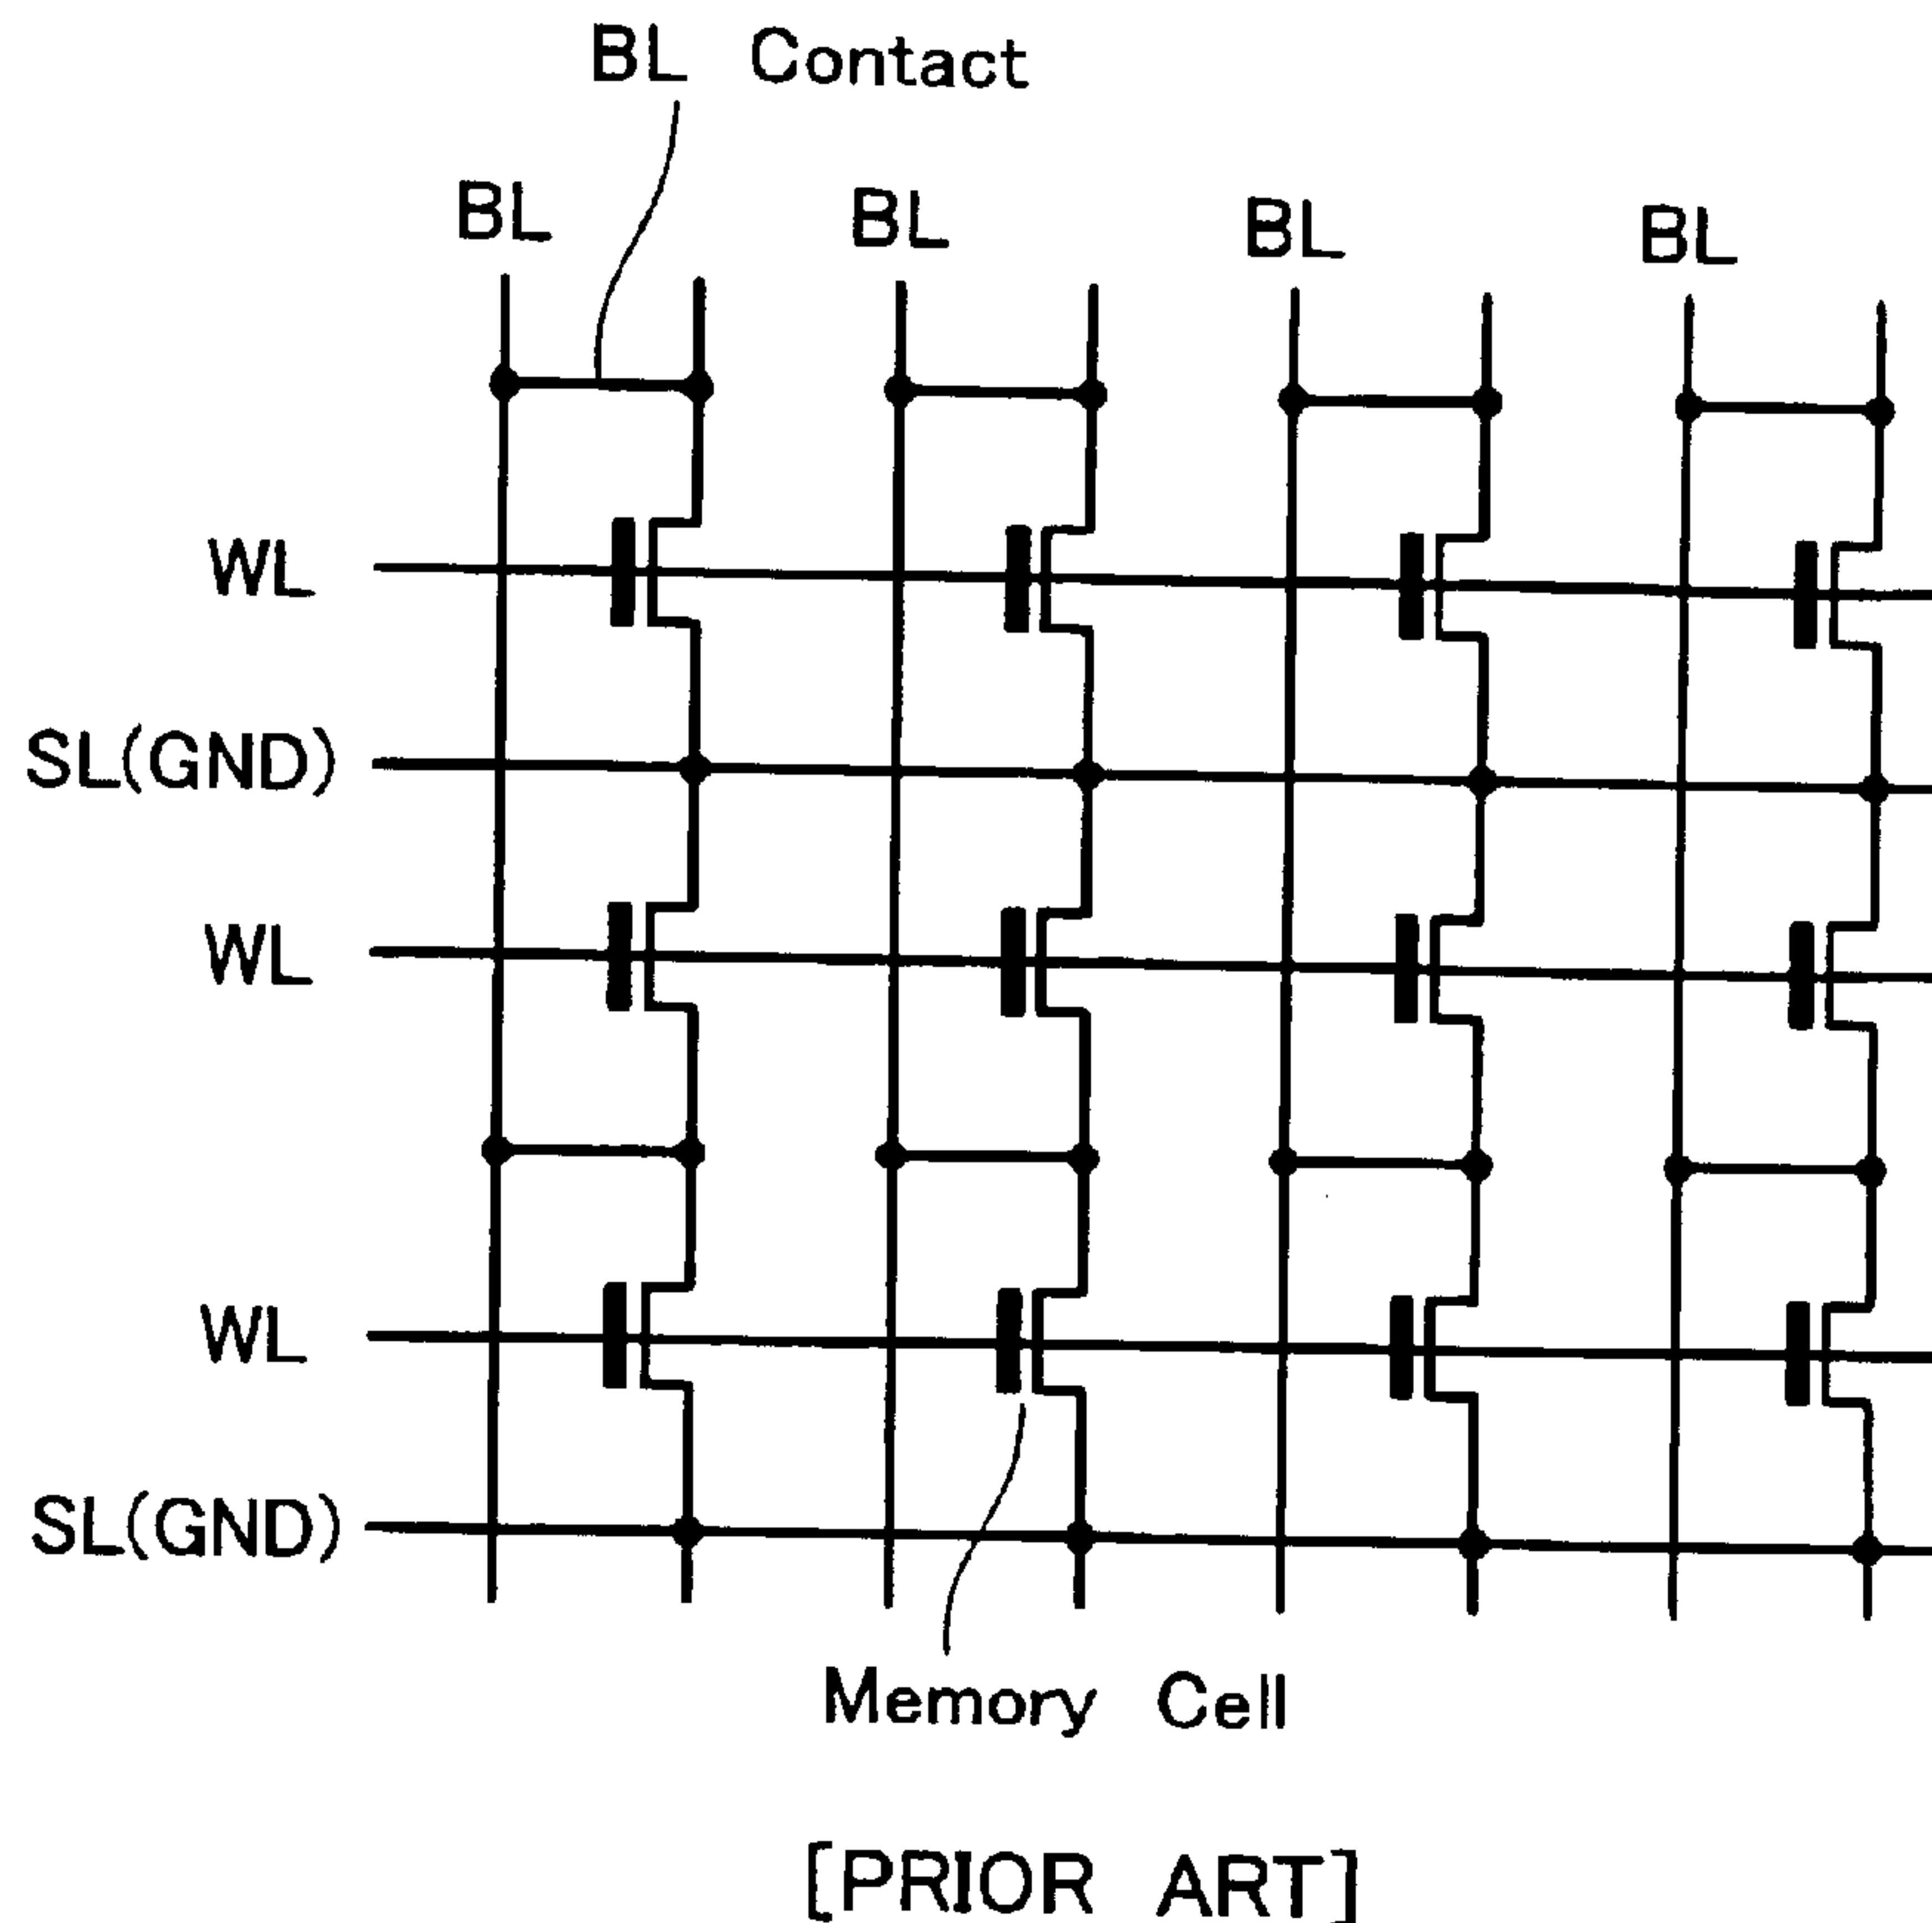 BL Contact
BL BL BL BL
WL
SL(GND)
WL
WL
SL(GND)
Memory Cell
[PRIOR ART]